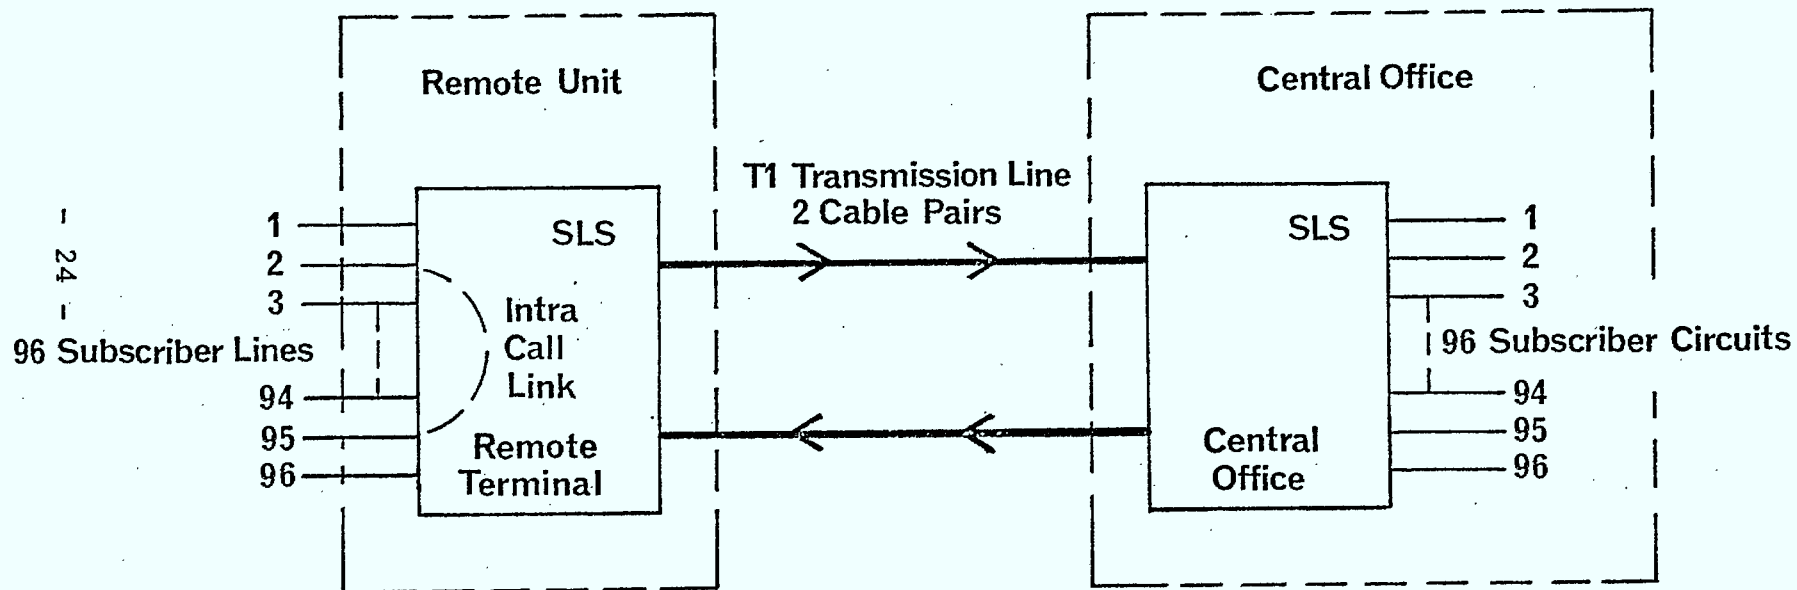 - 24 -
Remote Unit
Central Office
T1 Transmission Line
2 Cable Pairs
1
2
3
96 Subscriber Lines
94
95
96
SLS
Intra
Call
Link
Remote
Terminal
SLS
Central
Office
1
2
3
96 Subscriber Circuits
94
95
96